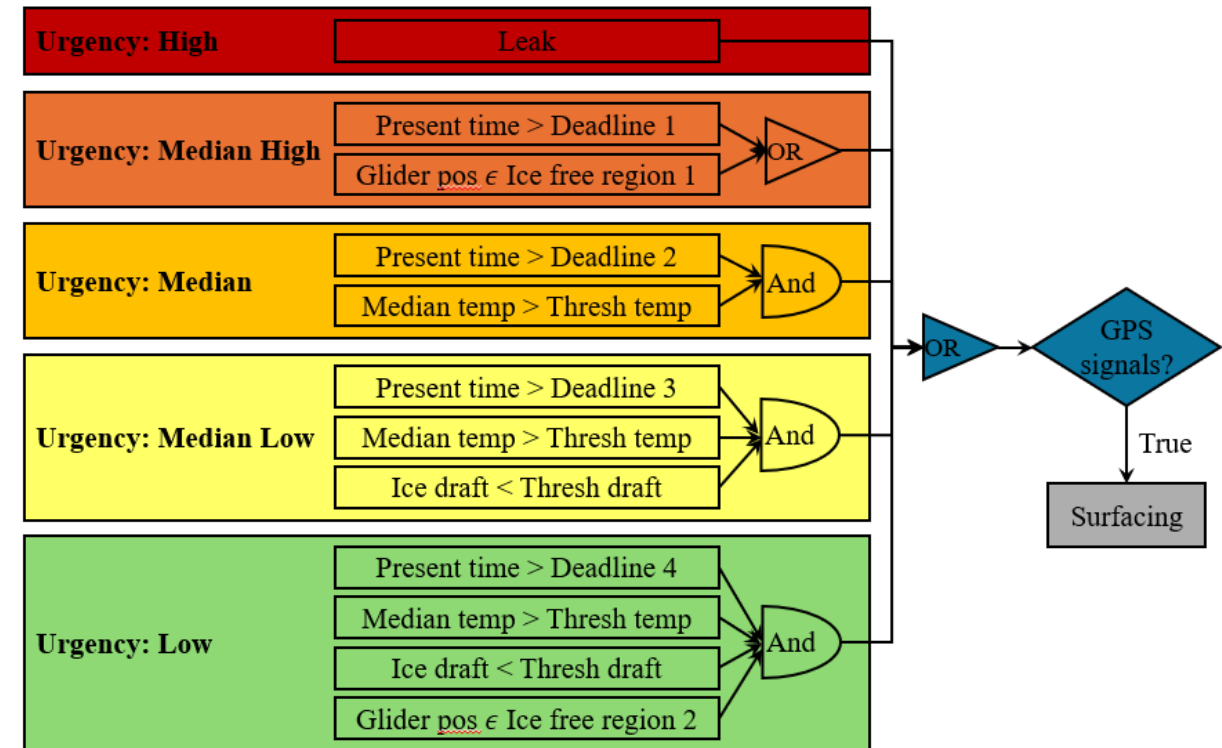 Urgency: High
Leak
Urgency: Median High
Present time > Deadline 1
Glider pos ϵ Ice free region 1
OR
Urgency: Median
Present time > Deadline 2
Median temp > Thresh temp
And
Urgency: Median Low
Present time > Deadline 3
Median temp > Thresh temp
Ice draft < Thresh draft
And
Urgency: Low
Present time > Deadline 4
Median temp > Thresh temp
Ice draft < Thresh draft
Glider pos ϵ Ice free region 2
And
OR
GPS
signals?
True
Surfacing